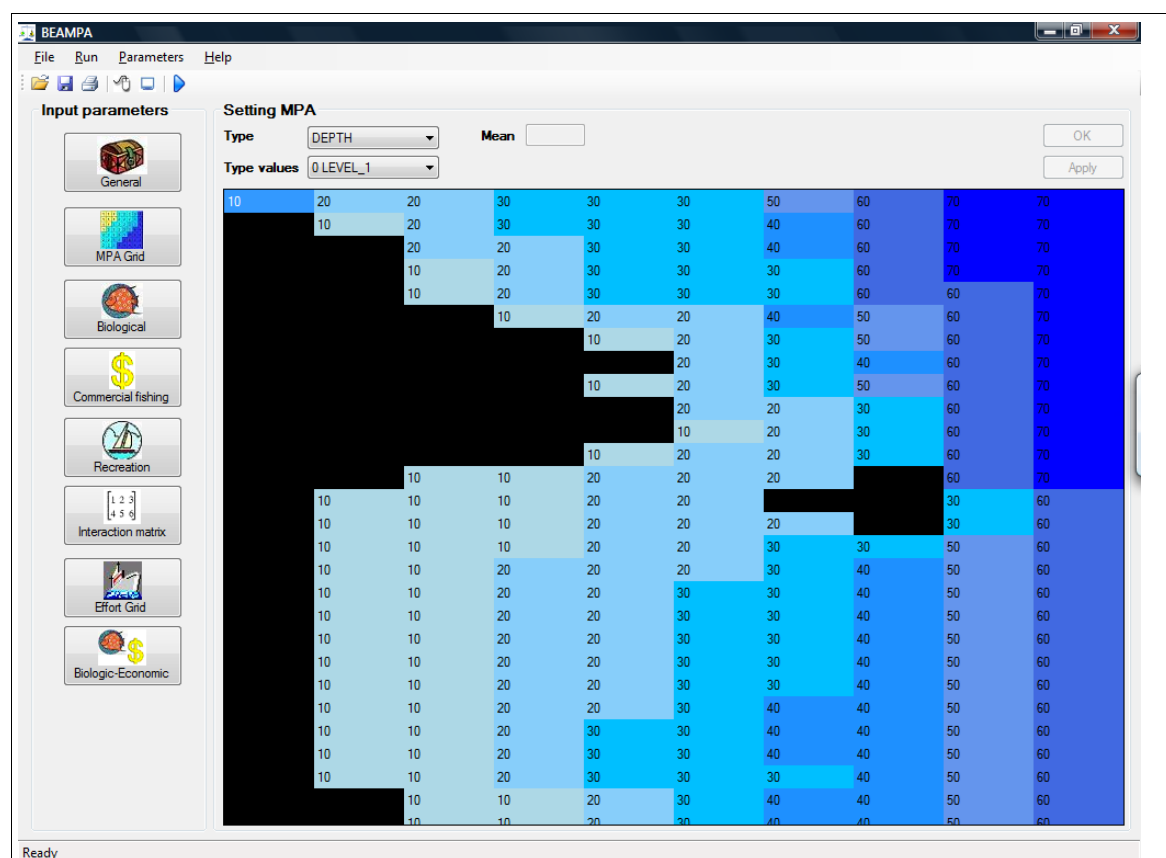 BEAMPA
File Run Parameters Help
Input parameters
General
MPA Grid
Biological
Commercial fishing
Recreation
1 2 3
4 5 6
Interaction matrix
Effort Grid
Biologic-Economic
Setting MPA
Type DEPTH Mean OK
Type values 0 LEVEL_1 Apply
10 20 20 30 30 30 50 60 70 70
10 20 30 30 30 40 60 70 70
20 20 30 30 40 60 70 70
10 20 30 30 30 60 70 70
10 20 30 30 30 60 60 70
10 20 20 40 50 60 70
10 20 30 50 60 70
20 30 40 60 70
10 20 30 50 60 70
20 20 30 60 70
10 20 30 60 70
10 20 20 30 60 70
10 10 20 20 20 60 70
10 10 10 20 20 30 60
10 10 10 20 20 20 30 60
10 10 10 20 20 30 30 50 60
10 10 20 20 20 30 40 50 60
10 10 20 20 30 30 40 50 60
10 10 20 20 30 30 40 50 60
10 10 20 20 30 30 40 50 60
10 10 20 20 30 30 40 50 60
10 10 20 20 30 30 40 50 60
10 10 20 20 30 40 40 50 60
10 10 20 30 30 40 40 50 60
10 10 20 30 30 40 40 50 60
10 10 20 30 30 30 40 50 60
10 10 20 30 40 40 50 60
10 10 20 30 40 40 50 60
Ready